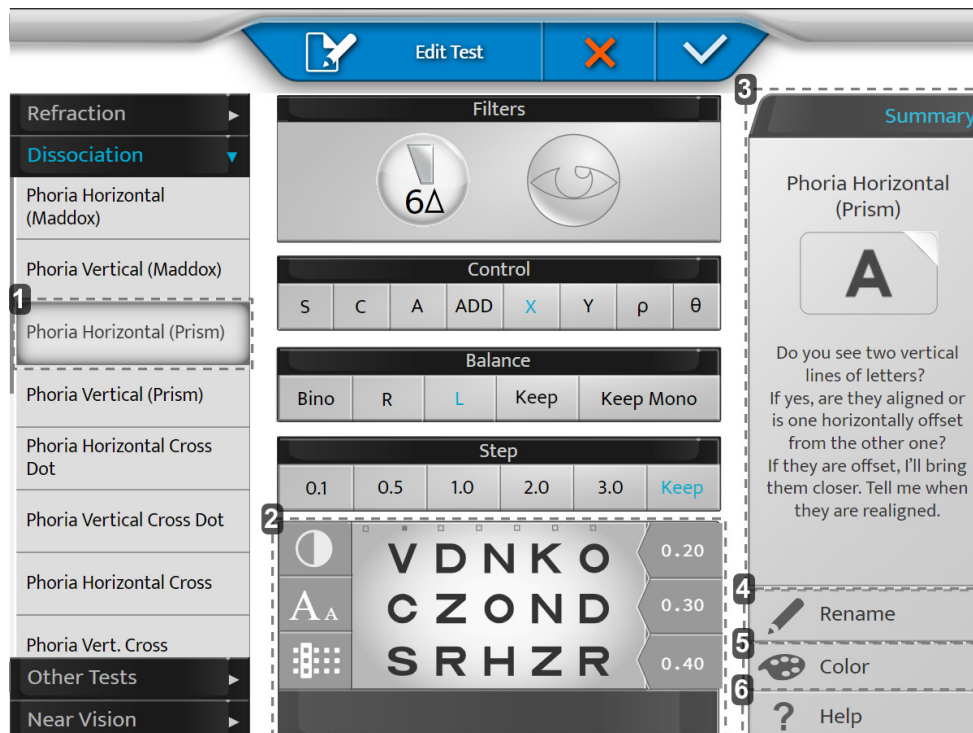 Edit Test
3
Refraction
Dissociation
Phoria Horizontal
(Maddox)
Phoria Vertical (Maddox)
1
Phoria Horizontal (Prism)
Phoria Vertical (Prism)
Phoria Horizontal Cross
Dot
Phoria Vertical Cross Dot
Phoria Horizontal Cross
Phoria Vert. Cross
Other Tests
Near Vision
Filters
6Δ
Control
S C A ADD X Y ρ θ
Balance
Bino R L Keep Keep Mono
Step
0.1 0.5 1.0 2.0 3.0 Keep
2
A A
V D N K O 0.20
C Z O N D 0.30
S R H Z R 0.40
Summary
Phoria Horizontal
(Prism)
A
Do you see two vertical
lines of letters?
If yes, are they aligned or
is one horizontally offset
from the other one?
If they are offset, I'll bring
them closer. Tell me when
they are realigned.
4
Rename
5
Color
6
? Help